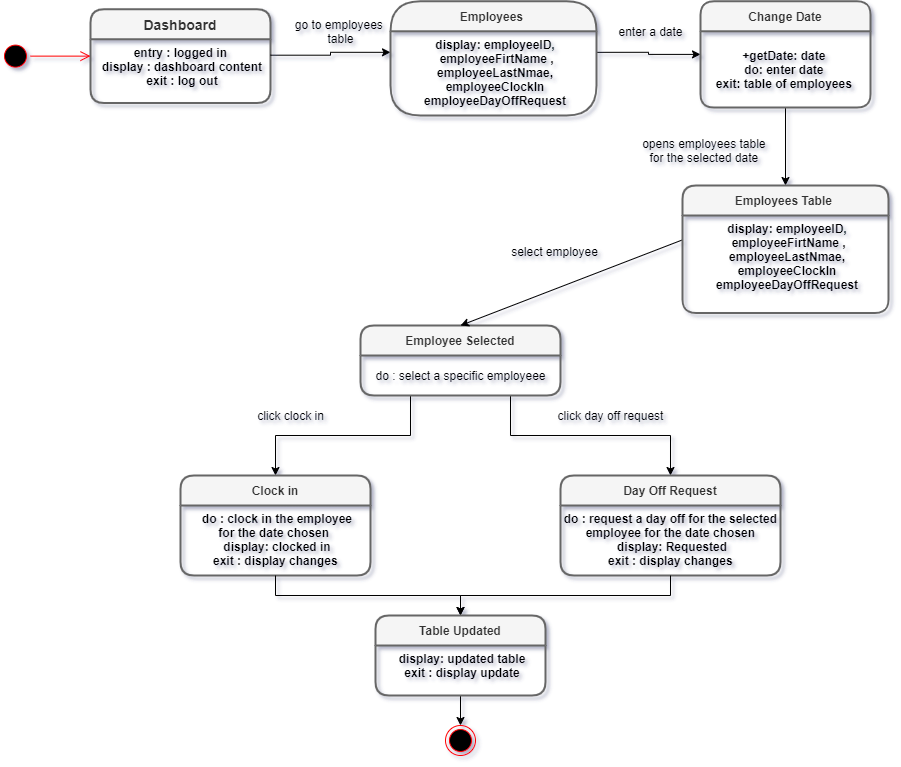 Dashboard
entry : logged in
display : dashboard content
exit : log out
go to employees
table
Employees
display: employeeID,
employeeFirtName ,
employeeLastNmae,
employeeClockIn
employeeDayOffRequest
enter a date
Change Date
+getDate: date
do: enter date
exit: table of employees
opens employees table
for the selected date
Employees Table
display: employeeID,
employeeFirtName ,
employeeLastNmae,
employeeClockIn
employeeDayOffRequest
select employee
Employee Selected
do : select a specific employeee
click clock in
click day off request
Clock in
do : clock in the employee
for the date chosen
display: clocked in
exit : display changes
Day Off Request
do : request a day off for the selected
employee for the date chosen
display: Requested
exit : display changes
Table Updated
display: updated table
exit : display update